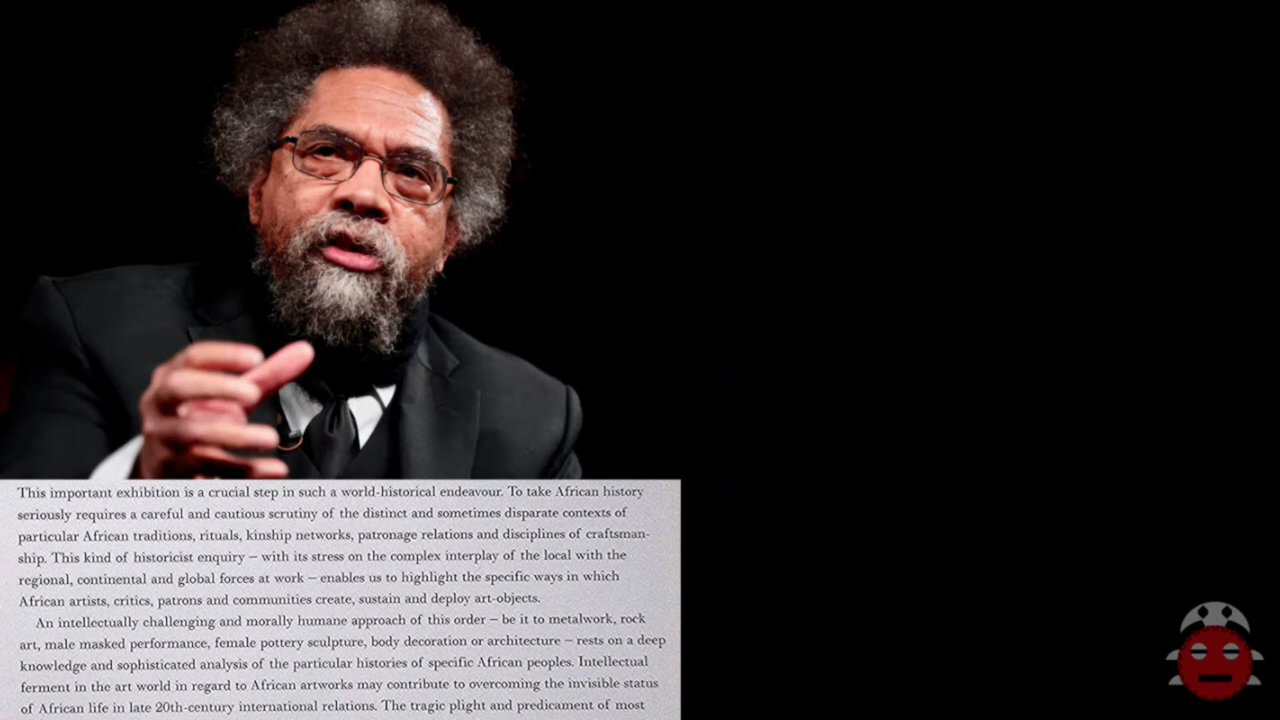 This important exhibition is a crucial step in such a world-historical endeavour. To take African history
seriously requires a careful and cautious scrutiny of the distinct and sometimes disparate contexts of
particular African traditions, rituals, kinship networks, patronage relations and disciplines of craftsman-
ship. This kind of historicist enquiry – with its stress on the complex interplay of the local with the
regional, continental and global forces at work – enables us to highlight the specific ways in which
African artists, critics, patrons and communities create, sustain and deploy art-objects.
An intellectually challenging and morally humane approach of this order – be it to metalwork, rock
art, male masked performance, female pottery sculpture, body decoration or architecture – rests on a deep
knowledge and sophisticated analysis of the particular histories of specific African peoples. Intellectual
ferment in the art world in regard to African artworks may contribute to overcoming the invisible status
of African life in late 20th-century international relations. The tragic plight and predicament of most